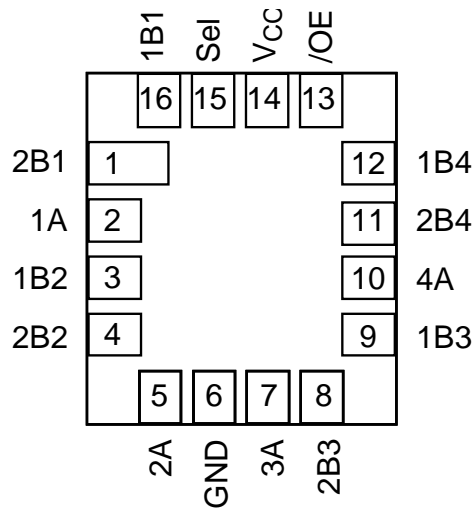 1B1 Sel VCC /OE
16 15 14 13
2B1 1 12 1B4
1A 2 11 2B4
1B2 3 10 4A
2B2 4 9 1B3
5 6 7 8
2A GND 3A 2B3